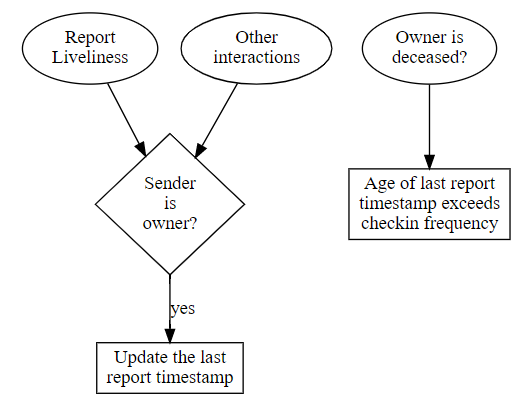 Report
Liveliness
Other
interactions
Owner is
deceased?
Sender
is
owner?
Age of last report
timestamp exceeds
checkin frequency
yes
Update the last
report timestamp